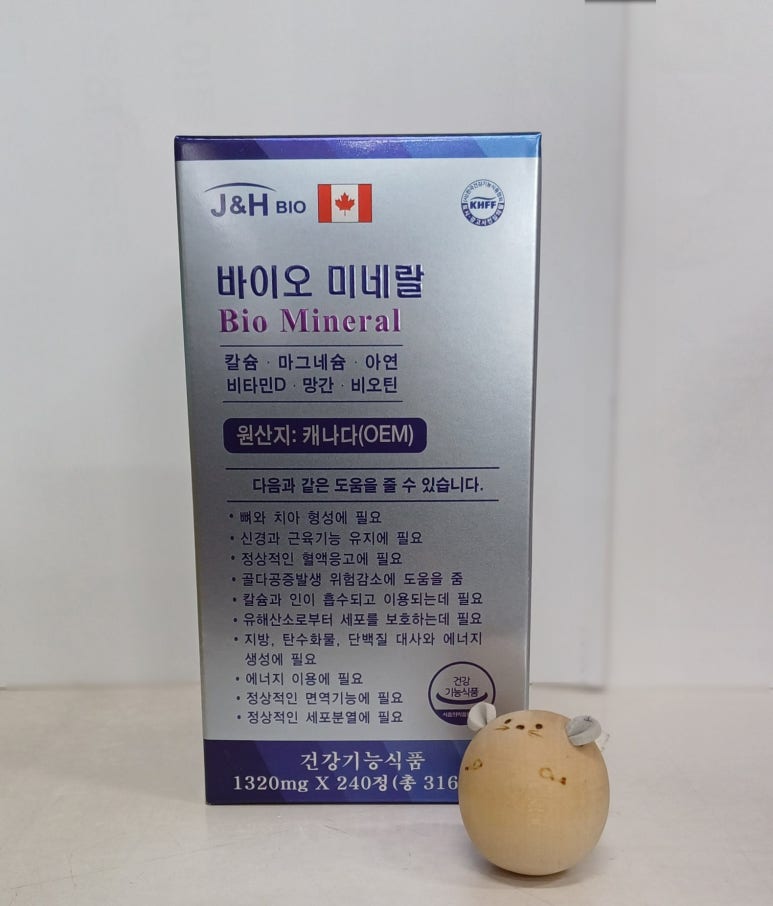 J&H BIO
KHFF
바이오 미네랄
Bio Mineral
칼슘 · 마그네슘 · 아연
비타민D · 망간 · 비오틴
원산지: 캐나다(OEM)
다음과 같은 도움을 줄 수 있습니다.
• 뼈와 치아 형성에 필요
• 신경과 근육기능 유지에 필요
• 정상적인 혈액응고에 필요
• 골다공증발생 위험감소에 도움을 줌
• 칼슘과 인이 흡수되고 이용되는데 필요
• 유해산소로부터 세포를 보호하는데 필요
• 지방, 탄수화물, 단백질 대사와 에너지
생성에 필요
• 에너지 이용에 필요
• 정상적인 면역기능에 필요
• 정상적인 세포분열에 필요
건강
기능식품
건강기능식품
1320mg X 240정(총 316